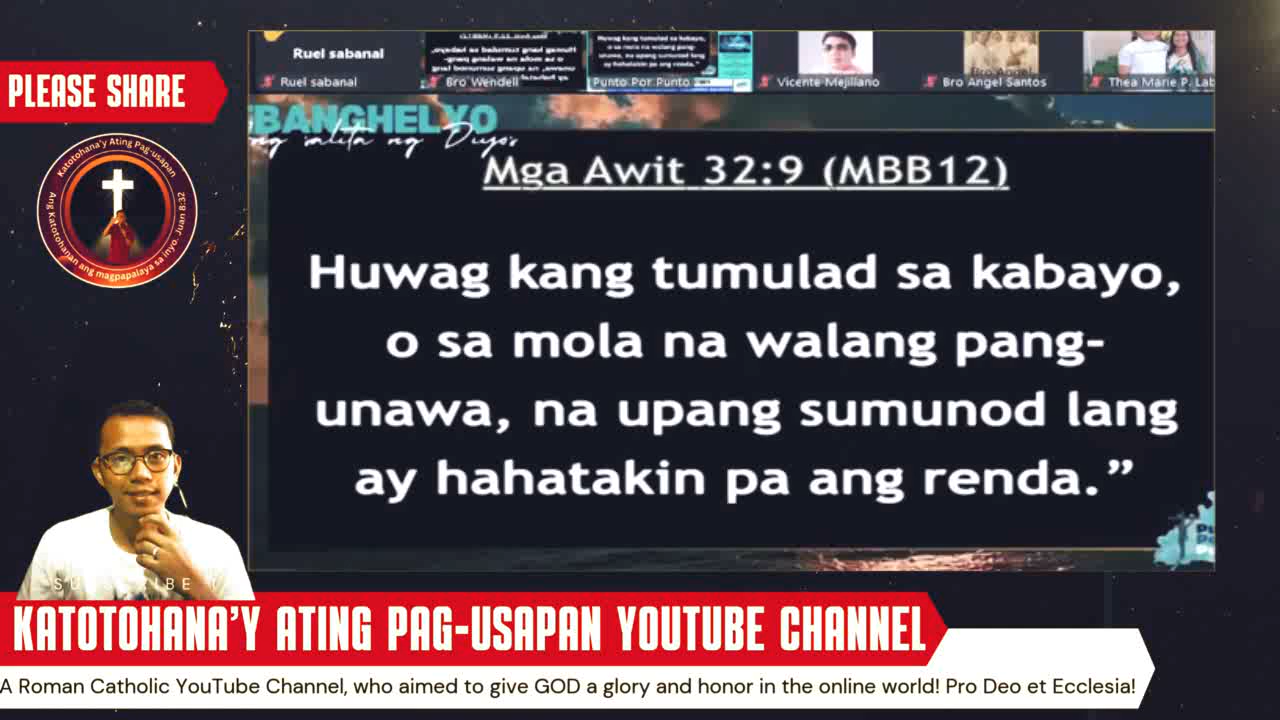 PLEASE SHARE
Katotohana'y Ating Pag-usapan
Ang Katotohanan ang magpapalaya sa inyo. Juan 8:32
Ruel sabanal
Ruel sabanal
Bro Wendell
Punto Por Punto
Vicente Mejillano
Bro Angel Santos
Thea Marie P. Lab
EBANGHELYO
ng salita ng Diyos
Mga Awit 32:9 (MBB12)
Huwag kang tumulad sa kabayo,
o sa mola na walang pang-
unawa, na upang sumunod lang
ay hahatakin pa ang renda.”
KATOTOHANA’Y ATING PAG-USAPAN YOUTUBE CHANNEL
A Roman Catholic YouTube Channel, who aimed to give GOD a glory and honor in the online world! Pro Deo et Ecclesia!